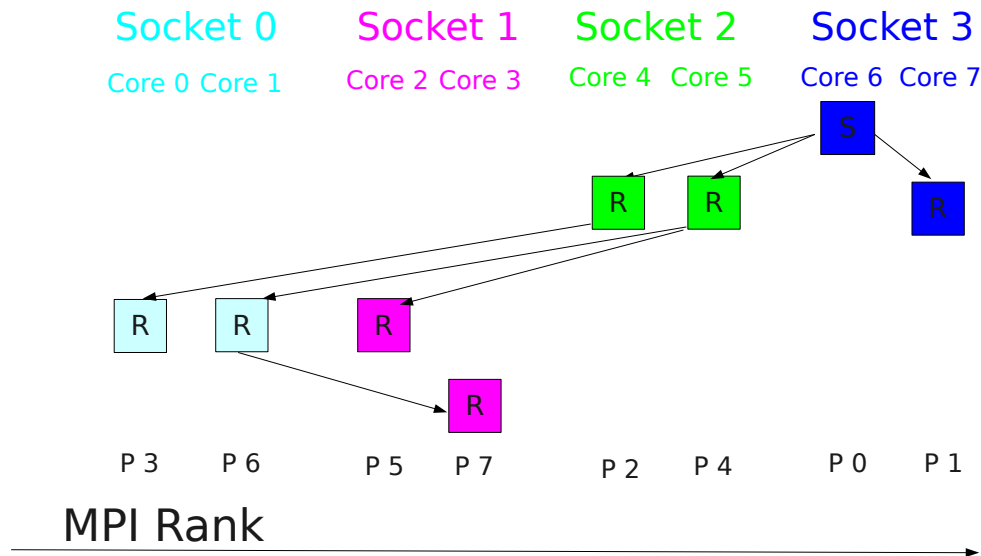 Socket 0 Socket 1 Socket 2 Socket 3
Core 0 Core 1 Core 2 Core 3 Core 4 Core 5 Core 6 Core 7
S
R R R
R R R
R
P 3 P 6 P 5 P 7 P 2 P 4 P 0 P 1
MPI Rank